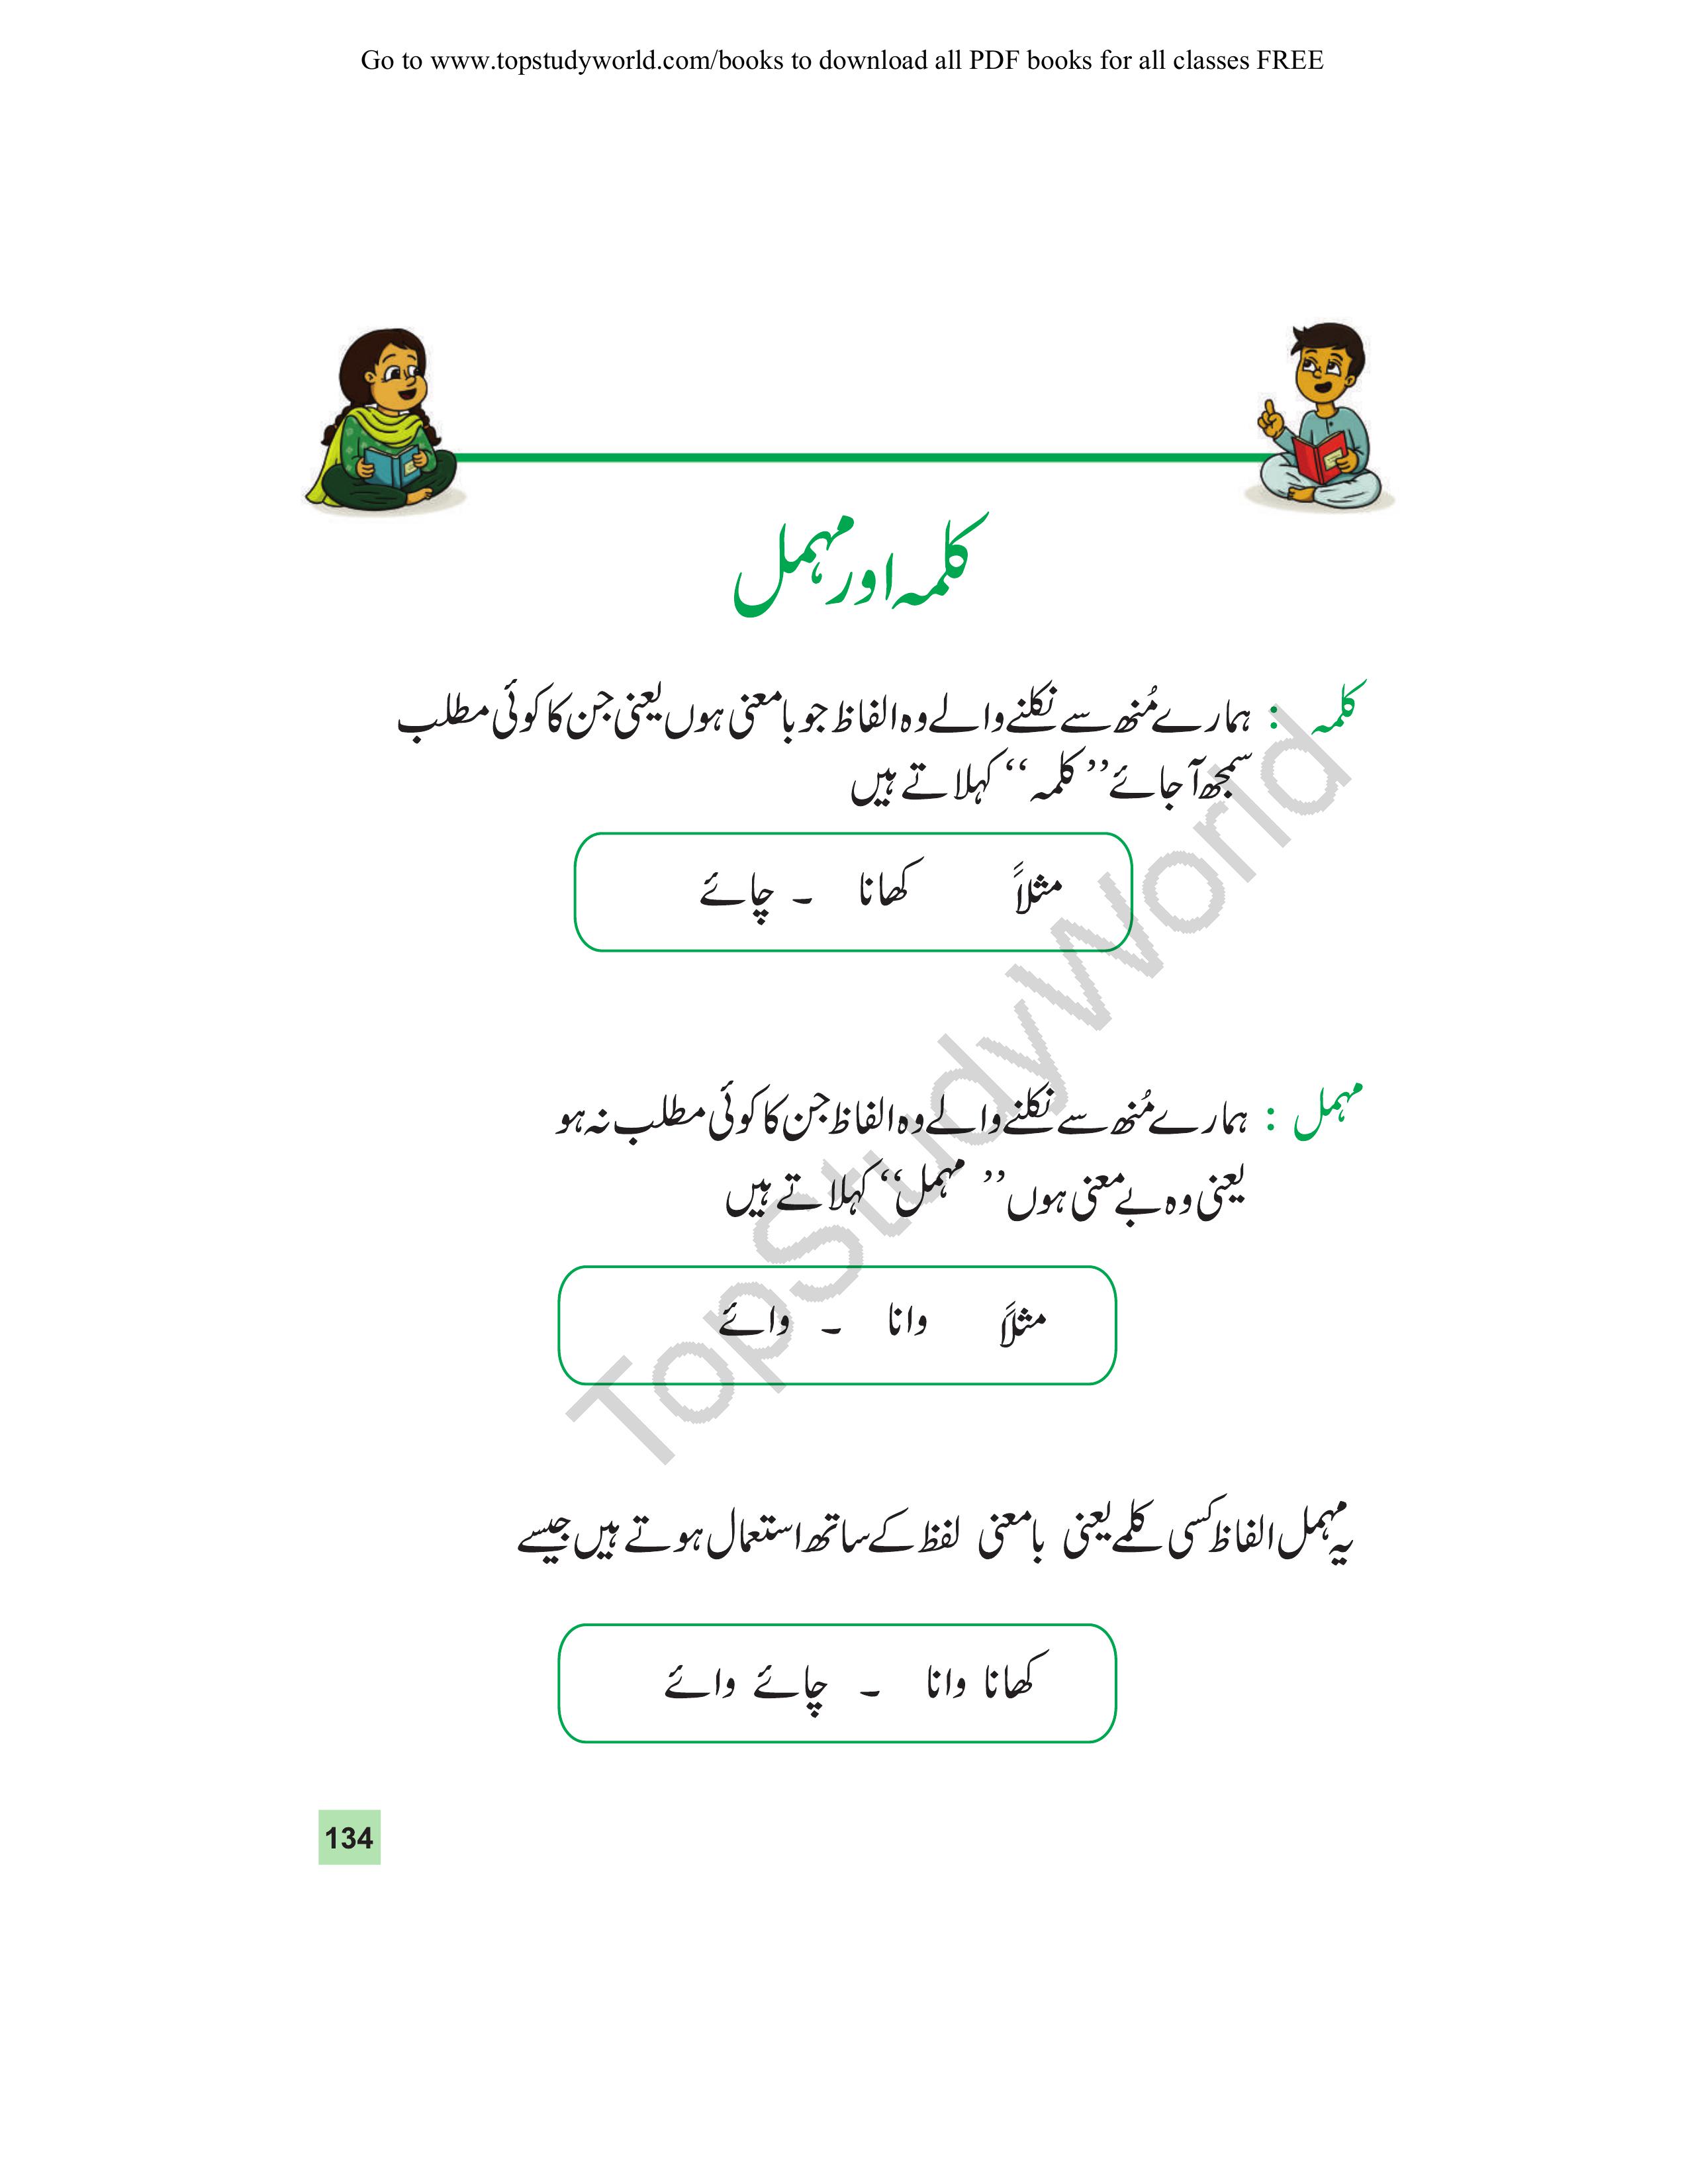 Go to www.topstudyworld.com/books to download all PDF books for all classes FREE
کلمہ اور مہمل
کلمہ : ہمارے مُنھ سے نکلنے والے وہ الفاظ جو بامعنی ہوں یعنی جن کا کوئی مطلب
سمجھ آ جائے ’’کلمہ‘‘ کہلاتے ہیں
مثلاً کھانا ۔ چائے
مہمل : ہمارے مُنھ سے نکلنے والے وہ الفاظ جن کا کوئی مطلب نہ ہو
یعنی وہ بے معنی ہوں ’’مہمل‘‘ کہلاتے ہیں
مثلاً وانا ۔ وائے
یہ مہمل الفاظ کسی کلمے یعنی بامعنی لفظ کے ساتھ استعمال ہوتے ہیں جیسے
کھانا وانا ۔ چائے وائے
134
TopStudyWorld